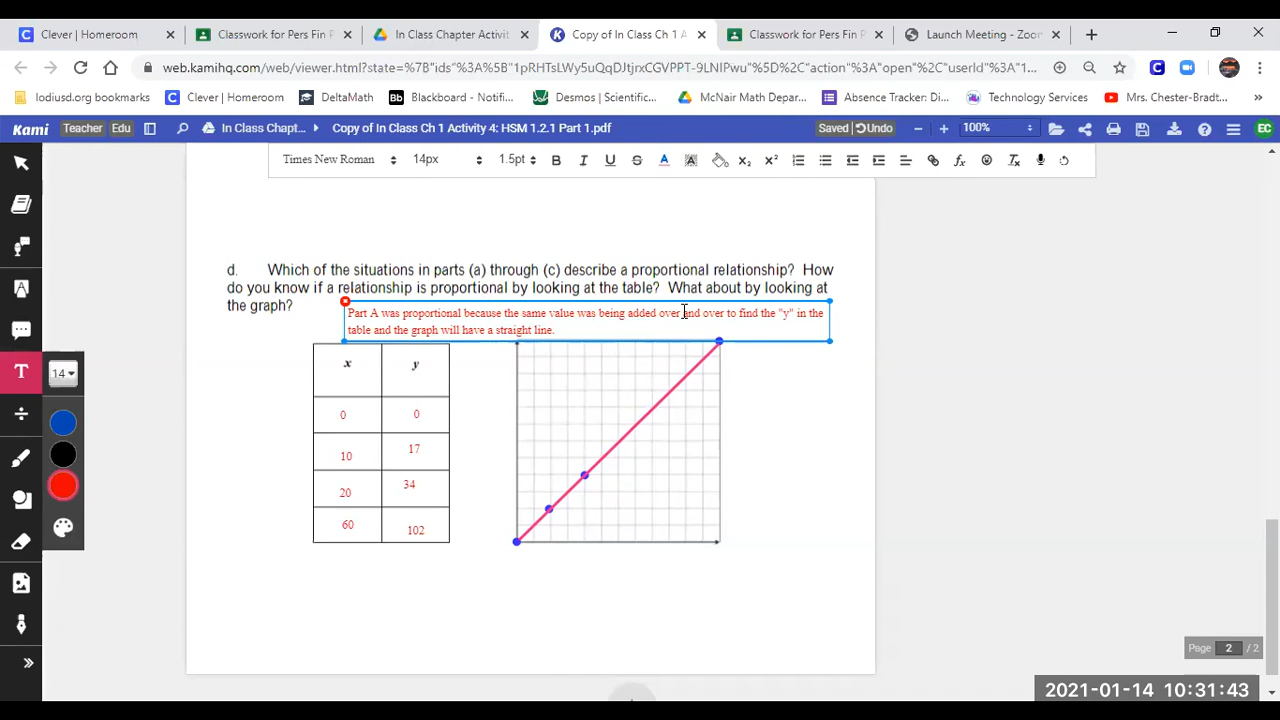 Clever | Homeroom
Classwork for Pers Fin P
In Class Chapter Activit
Copy of In Class Ch 1 A
Classwork for Pers Fin P
Launch Meeting - Zoo
web.kamihq.com/web/viewer.html?state=%7B"ids"%3A%5B"1pRHTsLWy5uQqDJtjrxCGVPPT-9LNIPwu"%5D%2C"action"%3A"open"%2C"userId"%3A"1...
lodiusd.org bookmarks
Clever | Homeroom
DeltaMath
Bb Blackboard - Notifi...
Desmos | Scientific...
McNair Math Depar...
Absence Tracker: Di...
Technology Services
Mrs. Chester-Bradt...
Kami Teacher Edu In Class Chapt... Copy of In Class Ch 1 Activity 4: HSM 1.2.1 Part 1.pdf Saved Undo 100% EC
Times New Roman 14px 1.5pt B I U S A A X₂ X²
d. Which of the situations in parts (a) through (c) describe a proportional relationship? How
do you know if a relationship is proportional by looking at the table? What about by looking at
the graph?
Part A was proportional because the same value was being added over and over to find the "y" in the
table and the graph will have a straight line.
x y
0 0
10 17
20 34
60 102
T
14
Page 2 / 2
2021-01-14 10:31:43